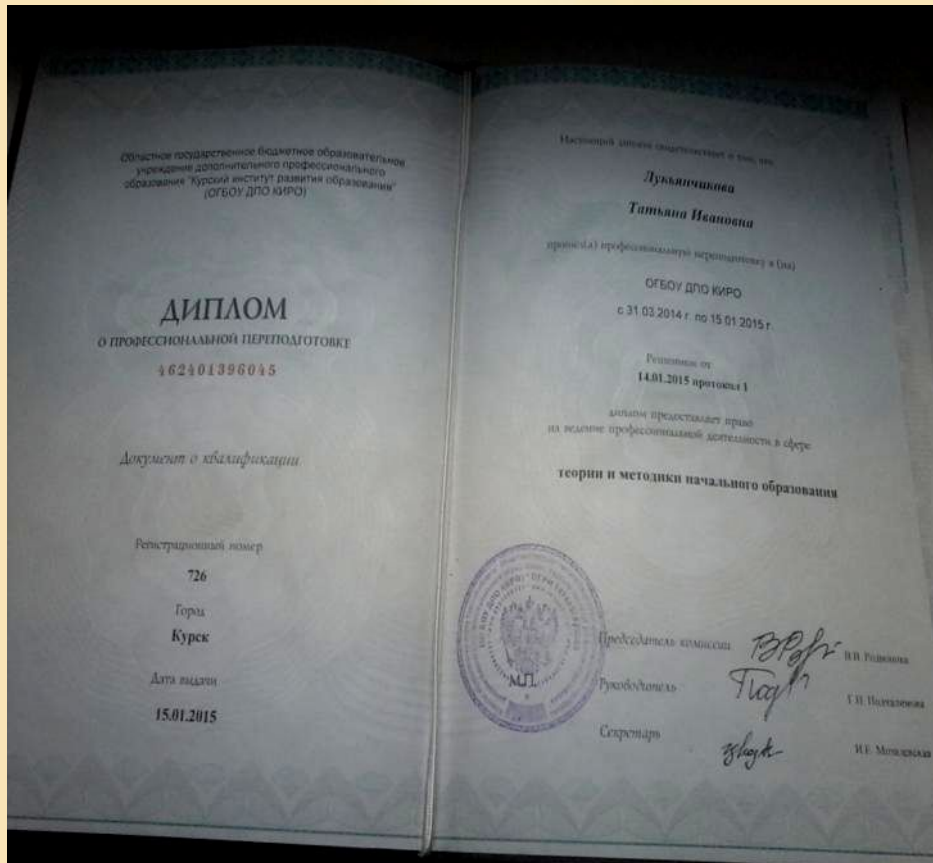 Областное государственное бюджетное образовательное
учреждение дополнительного профессионального
образования "Курский институт развития образования"
(ОГБОУ ДПО КИРО)
ДИПЛОМ
О ПРОФЕССИОНАЛЬНОЙ ПЕРЕПОДГОТОВКЕ
462401396045
Документ о квалификации
Регистрационный номер
726
Город
Курск
Дата выдачи
15.01.2015
Настоящий диплом свидетельствует о том, что
Лукьянчикова
Татьяна Ивановна
прошел(а) профессиональную переподготовку в (на)
ОГБОУ ДПО КИРО
с 31.03.2014 г. по 15.01.2015 г.
Решением от
14.01.2015 протокол 1
диплом предоставляет право
на ведение профессиональной деятельности в сфере
теории и методики начального образования
Председатель комиссии
М.П.
Руководитель
Секретарь